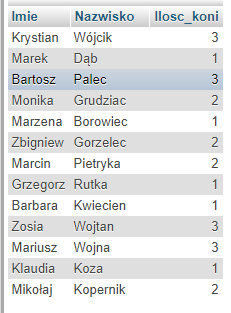 Imie Nazwisko Ilosc_koni
Krystian Wójcik 3
Marek Dąb 1
Bartosz Palec 3
Monika Grudziac 2
Marzena Borowiec 1
Zbigniew Gorzelec 2
Marcin Pietryka 2
Grzegorz Rutka 1
Barbara Kwiecien 1
Zosia Wojtan 3
Mariusz Wojna 3
Klaudia Koza 1
Mikołaj Kopernik 2